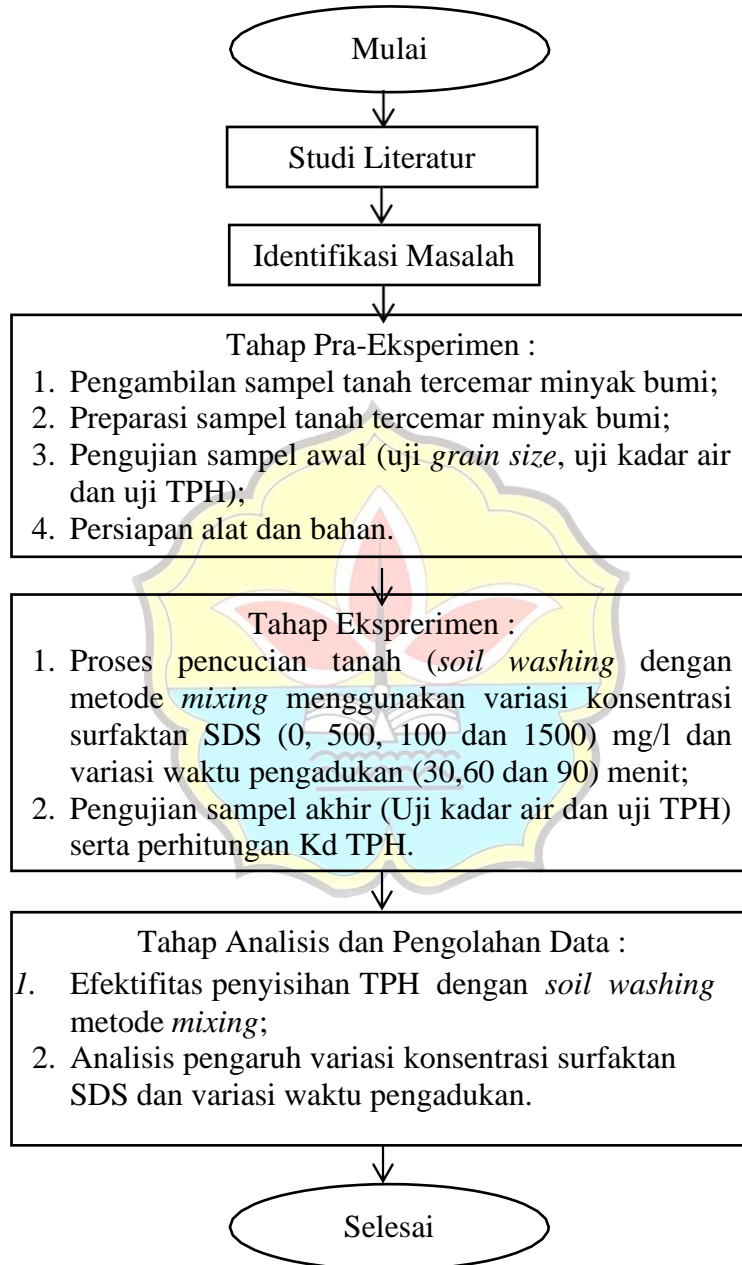 Mulai
Studi Literatur
Identifikasi Masalah
Tahap Pra-Eksperimen :
1. Pengambilan sampel tanah tercemar minyak bumi;
2. Preparasi sampel tanah tercemar minyak bumi;
3. Pengujian sampel awal (uji grain size, uji kadar air
dan uji TPH);
4. Persiapan alat dan bahan.
Tahap Eksprerimen :
1. Proses pencucian tanah (soil washing dengan
metode mixing menggunakan variasi konsentrasi
surfaktan SDS (0, 500, 100 dan 1500) mg/l dan
variasi waktu pengadukan (30,60 dan 90) menit;
2. Pengujian sampel akhir (Uji kadar air dan uji TPH)
serta perhitungan Kd TPH.
Tahap Analisis dan Pengolahan Data :
1. Efektifitas penyisihan TPH dengan soil washing
metode mixing;
2. Analisis pengaruh variasi konsentrasi surfaktan
SDS dan variasi waktu pengadukan.
Selesai